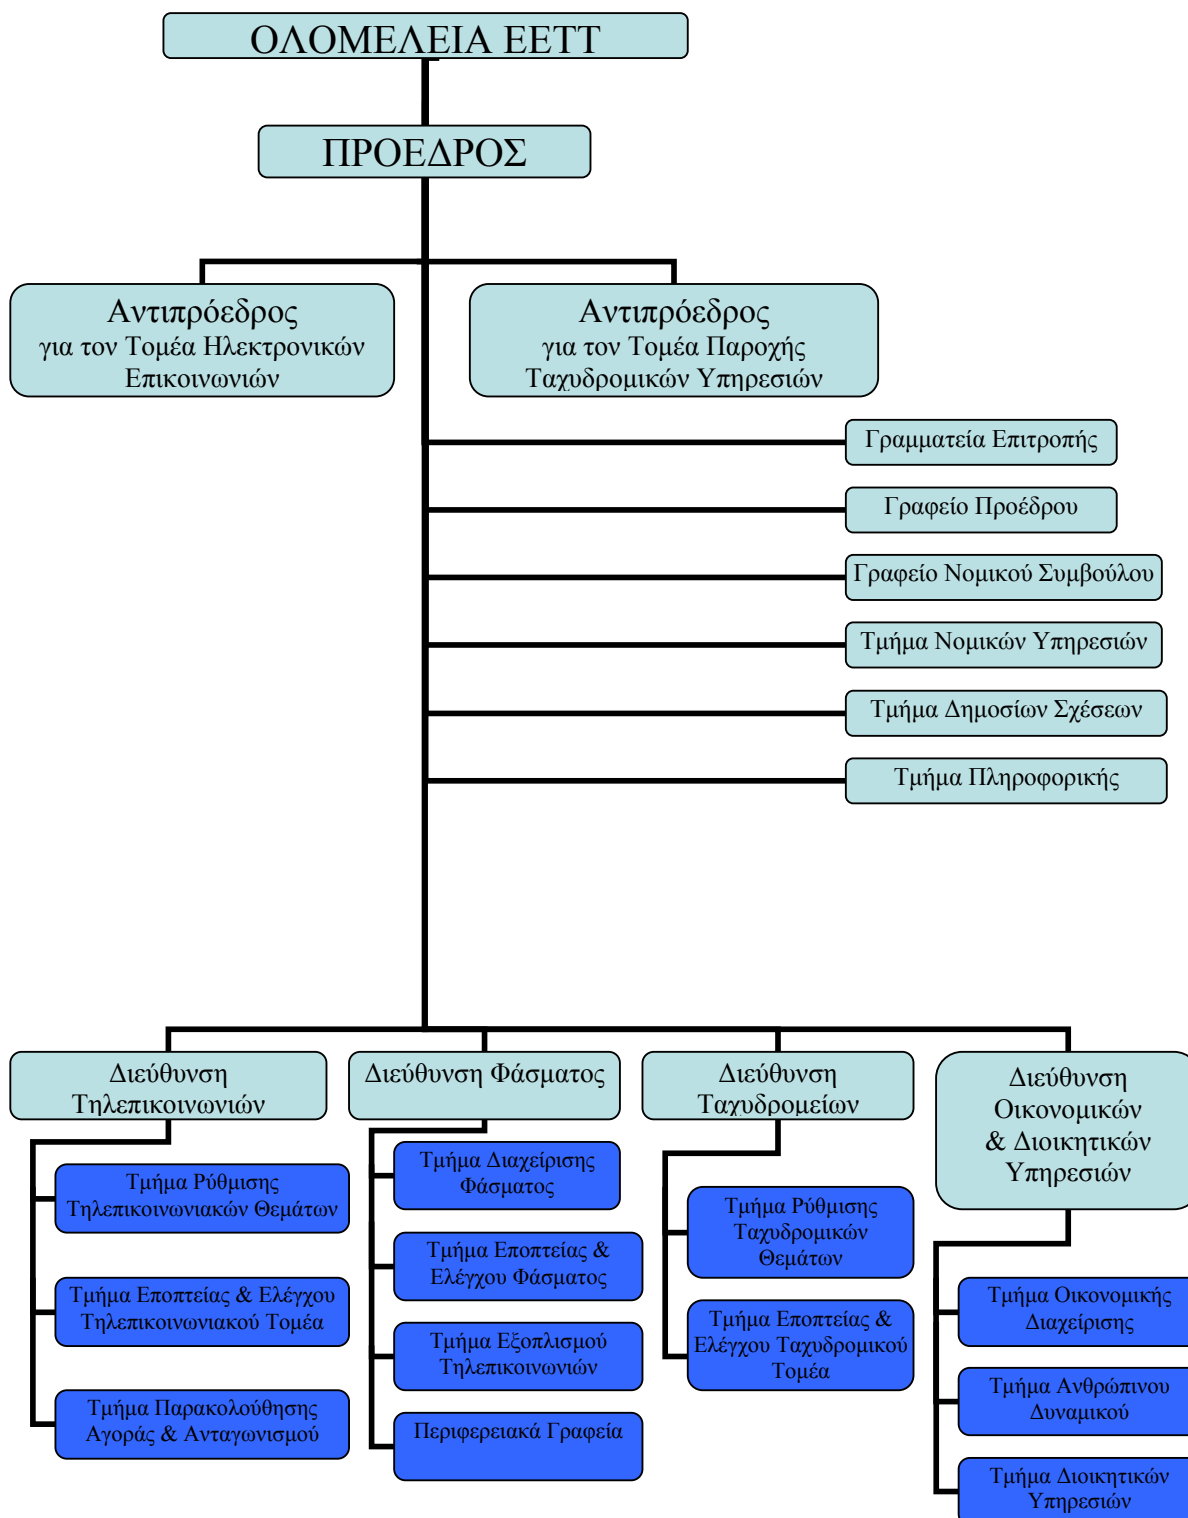 ΟΛΟΜΕΛΕΙΑ ΕΕΤΤ
ΠΡΟΕΔΡΟΣ
Αντιπρόεδρος
για τον Τομέα Ηλεκτρονικών
Επικοινωνιών
Αντιπρόεδρος
για τον Τομέα Παροχής
Ταχυδρομικών Υπηρεσιών
Γραμματεία Επιτροπής
Γραφείο Προέδρου
Γραφείο Νομικού Συμβούλου
Τμήμα Νομικών Υπηρεσιών
Τμήμα Δημοσίων Σχέσεων
Τμήμα Πληροφορικής
Διεύθυνση
Τηλεπικοινωνιών
Τμήμα Ρύθμισης
Τηλεπικοινωνιακών Θεμάτων
Τμήμα Εποπτείας & Ελέγχου
Τηλεπικοινωνιακού Τομέα
Τμήμα Παρακολούθησης
Αγοράς & Ανταγωνισμού
Διεύθυνση Φάσματος
Τμήμα Διαχείρισης
Φάσματος
Τμήμα Εποπτείας &
Ελέγχου Φάσματος
Τμήμα Εξοπλισμού
Τηλεπικοινωνιών
Περιφερειακά Γραφεία
Διεύθυνση
Ταχυδρομείων
Τμήμα Ρύθμισης
Ταχυδρομικών
Θεμάτων
Τμήμα Εποπτείας &
Ελέγχου Ταχυδρομικού
Τομέα
Διεύθυνση
Οικονομικών
& Διοικητικών
Υπηρεσιών
Τμήμα Οικονομικής
Διαχείρισης
Τμήμα Ανθρώπινου
Δυναμικού
Τμήμα Διοικητικών
Υπηρεσιών